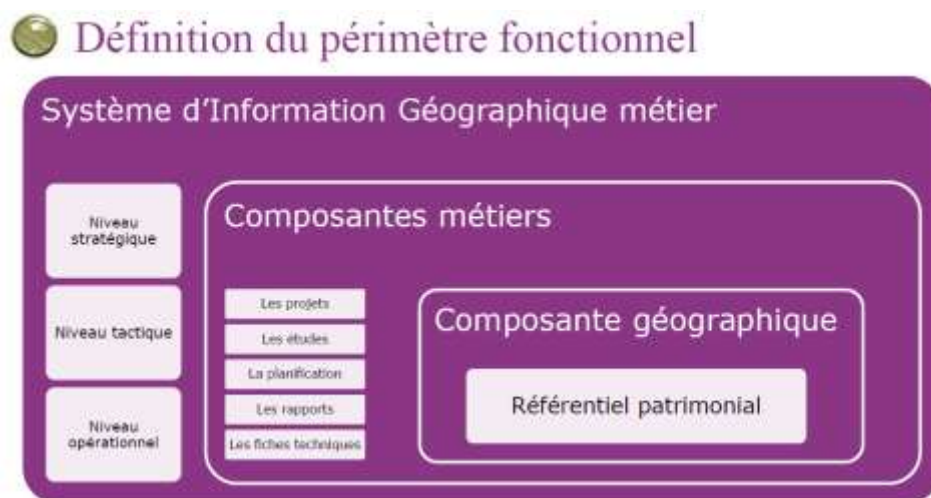 Définition du périmètre fonctionnel
Système d'Information Géographique métier
Niveau
stratégique
Niveau tactique
Niveau
opérationnel
Composantes métiers
Les projets
Les études
La planification
Les rapports
Les fiches techniques
Composante géographique
Référentiel patrimonial